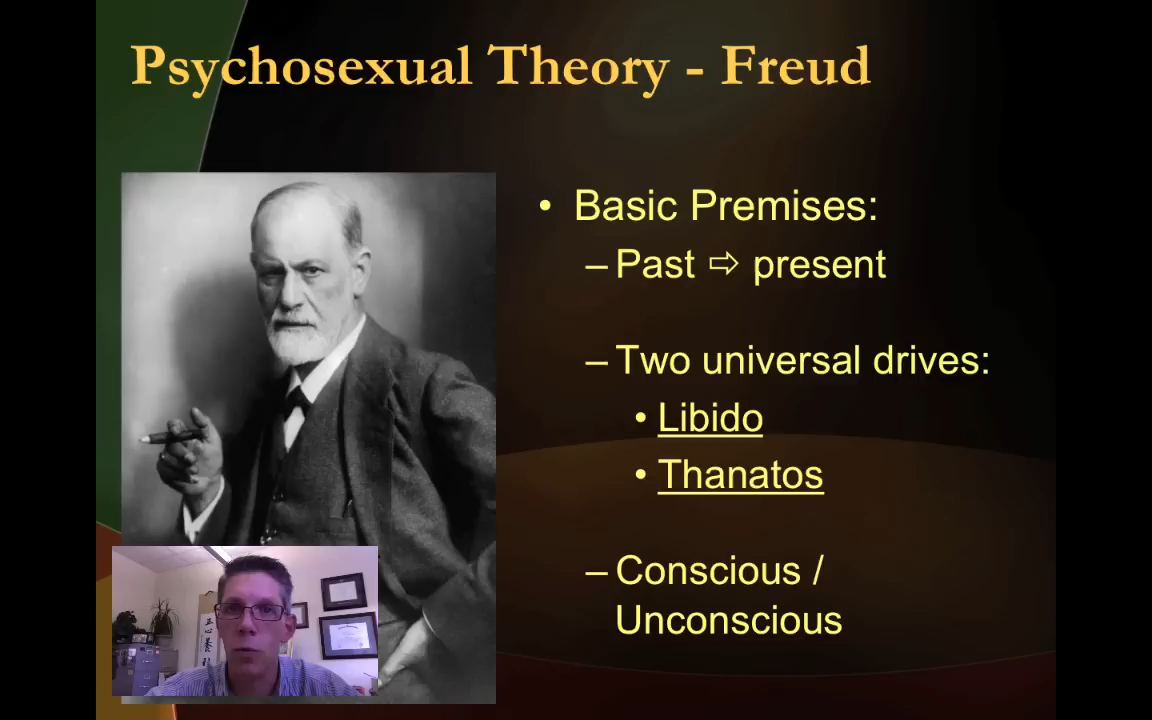 Psychosexual Theory - Freud
• Basic Premises:
– Past ⇨ present
– Two universal drives:
• Libido
• Thanatos
– Conscious /
Unconscious